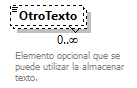 OtroTexto
0..∞
Elemento opcional que se
puede utilizar la almacenar
texto.